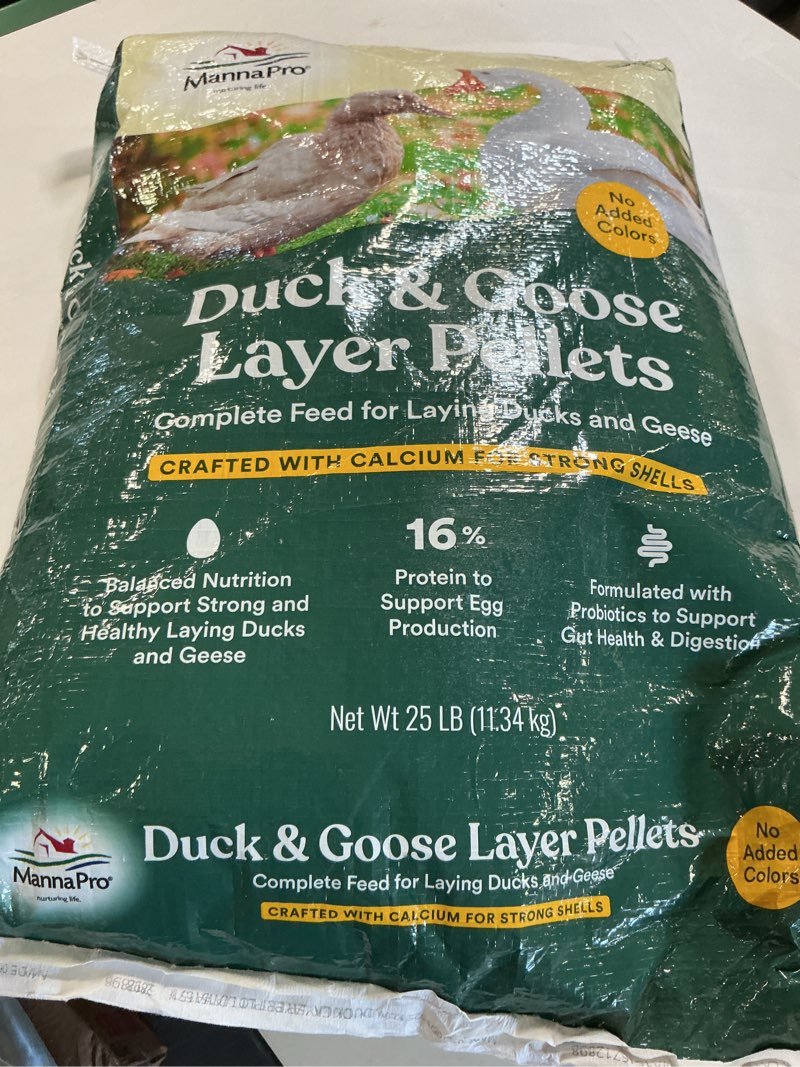 MannaPro®
nurturing life.
No
Added
Colors
Duck & Goose
Layer Pellets
Complete Feed for Laying Ducks and Geese
CRAFTED WITH CALCIUM FOR STRONG SHELLS
Balanced Nutrition
to Support Strong and
Healthy Laying Ducks
and Geese
16%
Protein to
Support Egg
Production
Formulated with
Probiotics to Support
Gut Health & Digestion
Net Wt 25 LB (11.34 kg)
MannaPro®
nurturing life.
Duck & Goose Layer Pellets
Complete Feed for Laying Ducks and Geese
CRAFTED WITH CALCIUM FOR STRONG SHELLS
No
Added
Colors